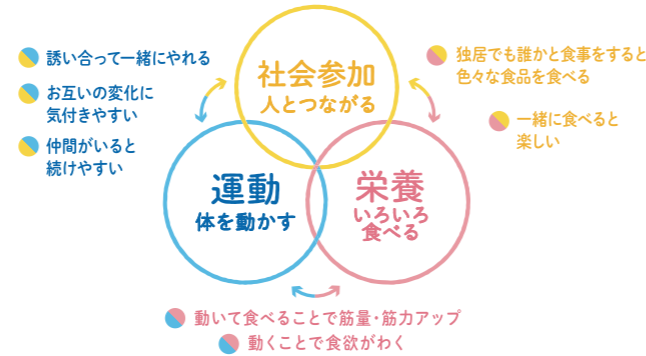 社会参加
人とつながる
誘い合って一緒にやれる
お互いの変化に
気付きやすい
仲間がいると
続けやすい
独居でも誰かと食事をすると
色々な食品を食べる
一緒に食べると
楽しい
運動
体を動かす
栄養
いろいろ
食べる
動いて食べることで筋量・筋力アップ
動くことで食欲がわく